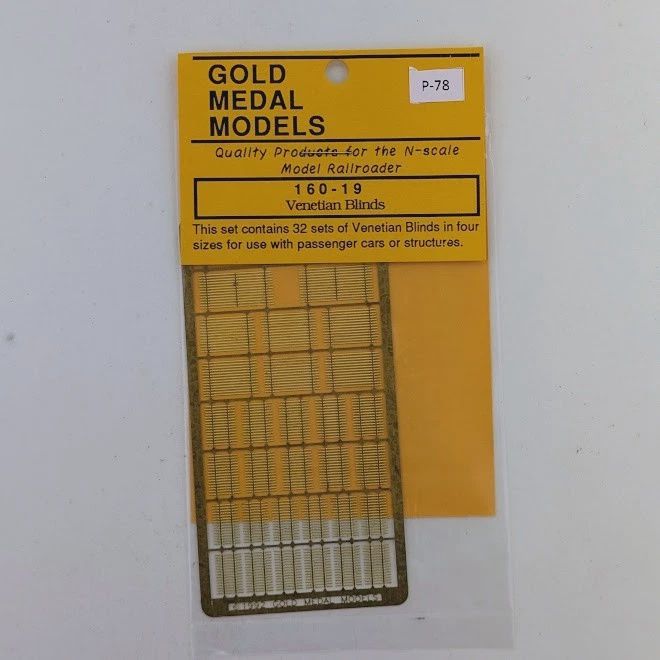 GOLD
MEDAL
MODELS
P-78
Quality Products for the N-scale
Model Railroader
160-19
Venetian Blinds
This set contains 32 sets of Venetian Blinds in four
sizes for use with passenger cars or structures.
©1992 GOLD MEDAL MODELS